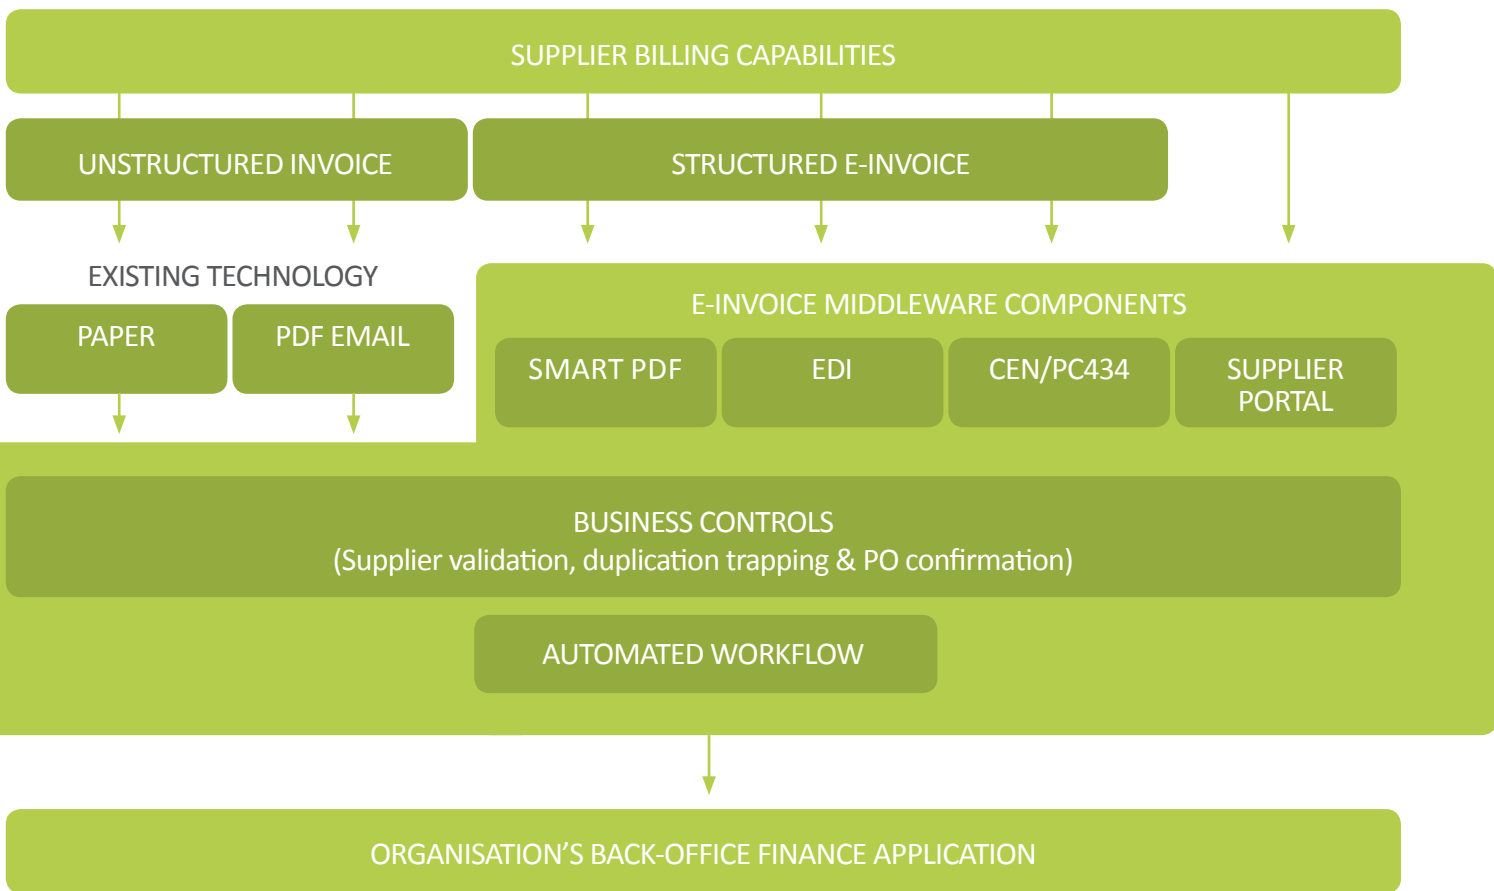 SUPPLIER BILLING CAPABILITIES
UNSTRUCTURED INVOICE
STRUCTURED E-INVOICE
EXISTING TECHNOLOGY
PAPER
PDF EMAIL
E-INVOICE MIDDLEWARE COMPONENTS
SMART PDF
EDI
CEN/PC434
SUPPLIER
PORTAL
BUSINESS CONTROLS
(Supplier validation, duplication trapping & PO confirmation)
AUTOMATED WORKFLOW
ORGANISATION’S BACK-OFFICE FINANCE APPLICATION